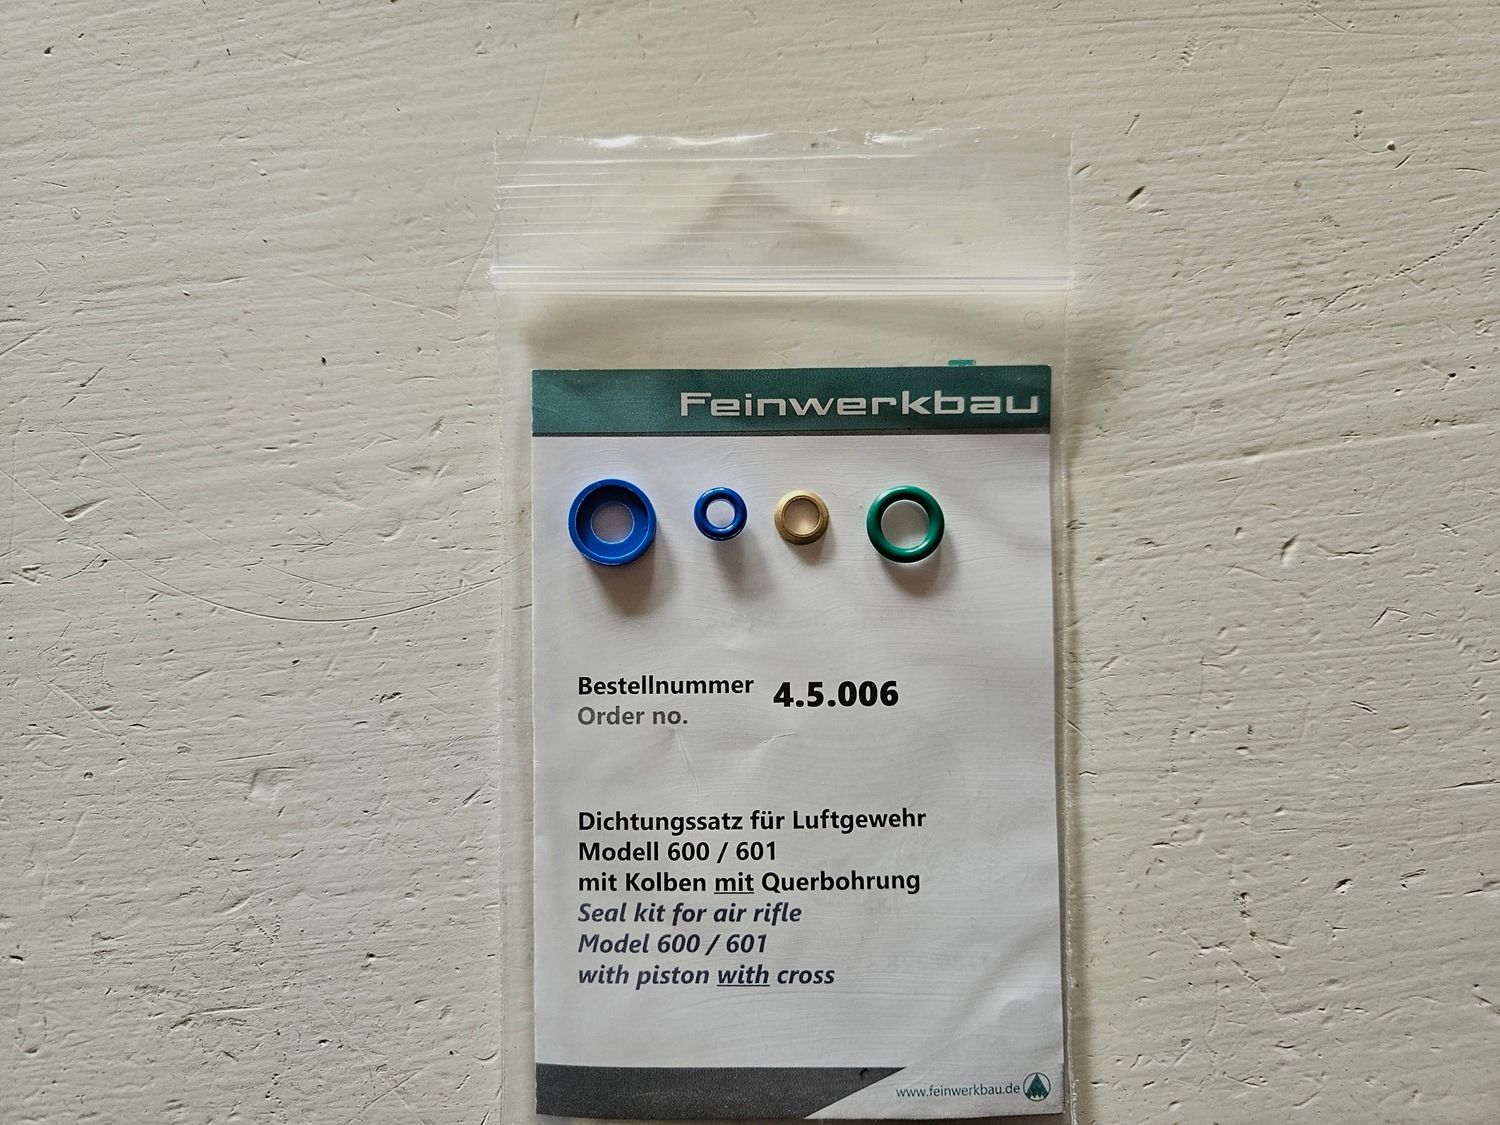 Feinwerkbau
Bestellnummer 4.5.006
Order no.
Dichtungssatz für Luftgewehr
Modell 600 / 601
mit Kolben mit Querbohrung
Seal kit for air rifle
Model 600 / 601
with piston with cross
www.feinwerkbau.de